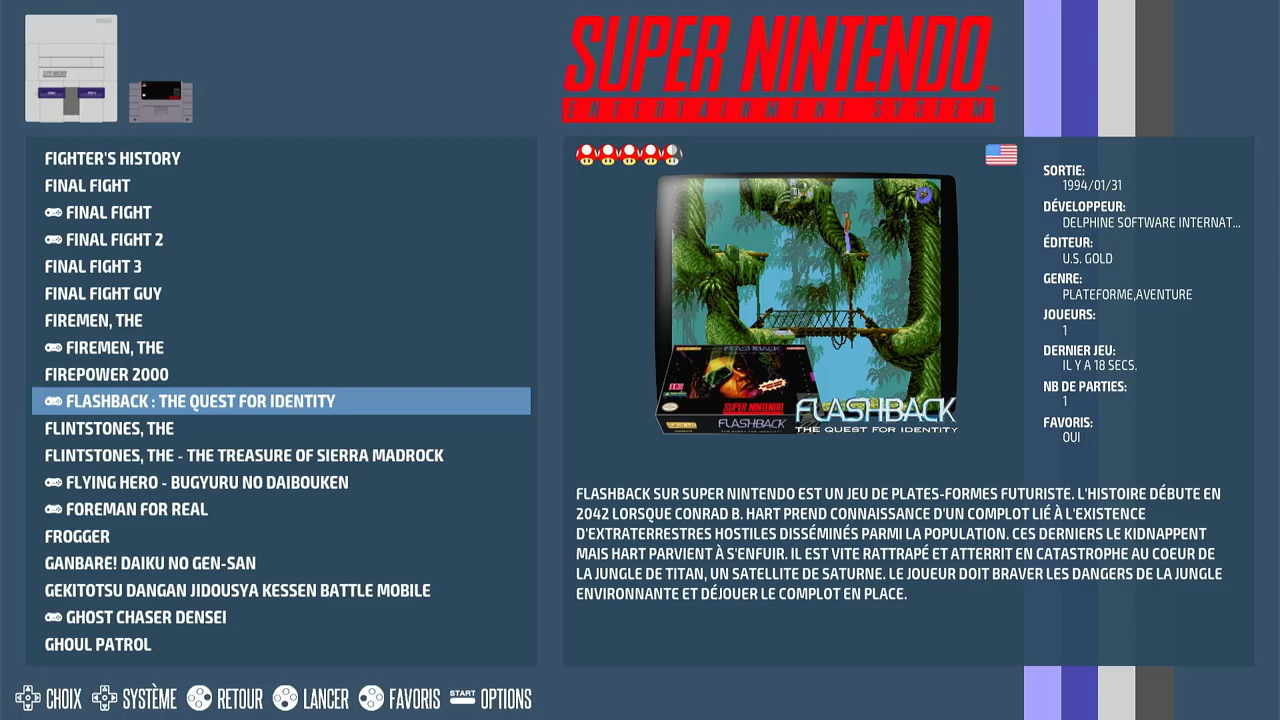 SUPER NINTENDO
ENTERTAINMENT SYSTEM
FIGHTER'S HISTORY
FINAL FIGHT
FINAL FIGHT
FINAL FIGHT 2
FINAL FIGHT 3
FINAL FIGHT GUY
FIREMEN, THE
FIREMEN, THE
FIREPOWER 2000
FLASHBACK : THE QUEST FOR IDENTITY
FLINTSTONES, THE
FLINTSTONES, THE - THE TREASURE OF SIERRA MADROCK
FLYING HERO - BUGYURU NO DAIBOUKEN
FOREMAN FOR REAL
FROGGER
GANBARE! DAIKU NO GEN-SAN
GEKITOTSU DANGAN JIDOUSYA KESSEN BATTLE MOBILE
GHOST CHASER DENSEI
GHOUL PATROL
FLASHBACK
SUPER NINTENDO
FLASHBACK
FLASHBACK
THE QUEST FOR IDENTITY
SORTIE:
1994/01/31
DÉVELOPPEUR:
DELPHINE SOFTWARE INTERNAT...
ÉDITEUR:
U.S. GOLD
GENRE:
PLATEFORME,AVENTURE
JOUEURS:
1
DERNIER JEU:
IL Y A 18 SECS.
NB DE PARTIES:
1
FAVORIS:
OUI
FLASHBACK SUR SUPER NINTENDO EST UN JEU DE PLATES-FORMES FUTURISTE. L'HISTOIRE DÉBUTE EN
2042 LORSQUE CONRAD B. HART PREND CONNAISSANCE D'UN COMPLOT LIÉ À L'EXISTENCE
D'EXTRATERRESTRES HOSTILES DISSÉMINÉS PARMI LA POPULATION. CES DERNIERS LE KIDNAPPENT
MAIS HART PARVIENT À S'ENFUIR. IL EST VITE RATTRAPÉ ET ATTERRIT EN CATASTROPHE AU COEUR DE
LA JUNGLE DE TITAN, UN SATELLITE DE SATURNE. LE JOUEUR DOIT BRAVER LES DANGERS DE LA JUNGLE
ENVIRONNANTE ET DÉJOUER LE COMPLOT EN PLACE.
CHOIX SYSTÈME RETOUR LANCER FAVORIS START OPTIONS